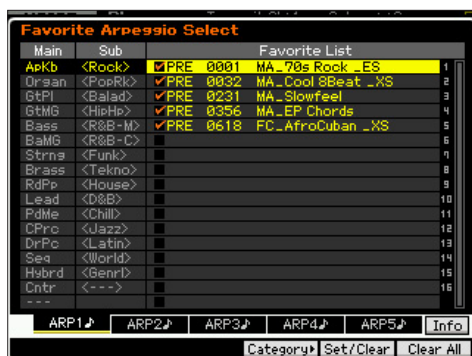 Favorite Arpeggio Select
Main Sub Favorite List
ApKb <Rock> PRE 0001 MA_70s Rock _ES 1
Organ <PopRk> PRE 0032 MA_Cool 8Beat _XS 2
GtPl <Balad> PRE 0231 MA_Slowfeel 3
GtMG <HipHp> PRE 0356 MA_EP Chords 4
Bass <R&B-M> PRE 0618 FC_AfroCuban _XS 5
BaMG <R&B-C> 6
Strng <Funk> 7
Brass <Tekno> 8
RdPp <House> 9
Lead <D&B> 10
PdMe <Chill> 11
CPrc <Jazz> 12
DrPc <Latin> 13
Seq <World> 14
Hybrd <Genrl> 15
Cntr <---> 16
---
ARP1♪ ARP2♪ ARP3♪ ARP4♪ ARP5♪ Info
Category Set/Clear Clear All